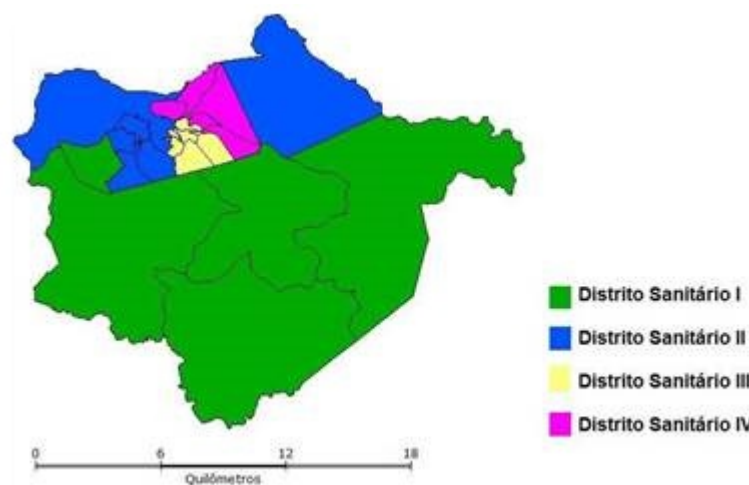 Distrito Sanitário I
Distrito Sanitário II
Distrito Sanitário III
Distrito Sanitário IV
0 6 12 18
Quilômetros